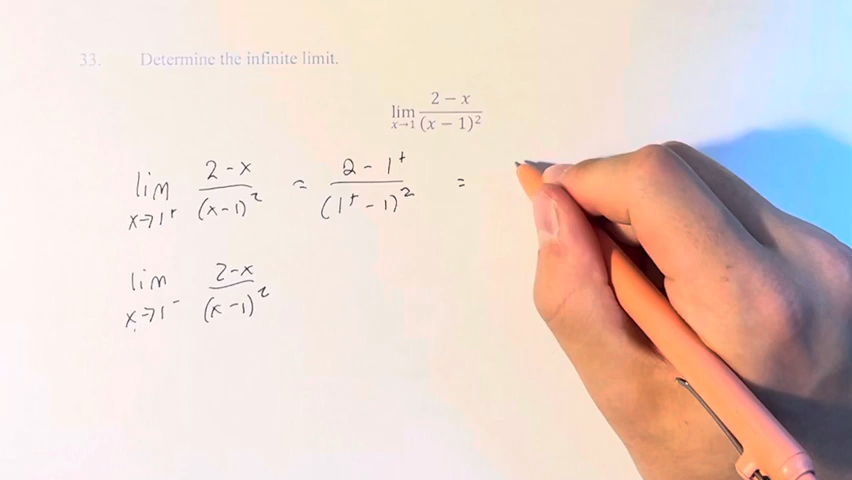 33. Determine the infinite limit.
lim x→1 (2 − x)/(x − 1)²
lim x→1⁺ (2-x)/(x-1)² = (2-1⁺)/(1⁺-1)² =
lim x→1⁻ (2-x)/(x-1)²